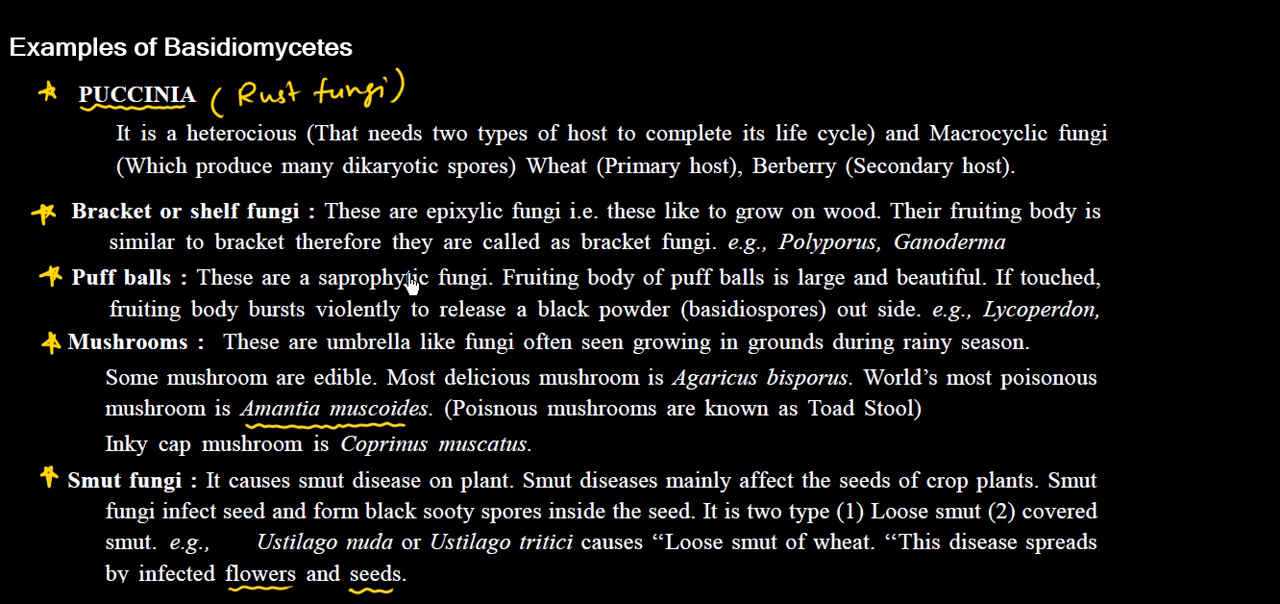 Examples of Basidiomycetes
PUCCINIA (Rust fungi)
It is a heterocious (That needs two types of host to complete its life cycle) and Macrocyclic fungi
(Which produce many dikaryotic spores) Wheat (Primary host), Berberry (Secondary host).
Bracket or shelf fungi : These are epixylic fungi i.e. these like to grow on wood. Their fruiting body is
similar to bracket therefore they are called as bracket fungi. e.g., Polyporus, Ganoderma
Puff balls : These are a saprophytic fungi. Fruiting body of puff balls is large and beautiful. If touched,
fruiting body bursts violently to release a black powder (basidiospores) out side. e.g., Lycoperdon,
Mushrooms : These are umbrella like fungi often seen growing in grounds during rainy season.
Some mushroom are edible. Most delicious mushroom is Agaricus bisporus. World's most poisonous
mushroom is Amantia muscoides. (Poisnous mushrooms are known as Toad Stool)
Inky cap mushroom is Coprinus muscatus.
Smut fungi : It causes smut disease on plant. Smut diseases mainly affect the seeds of crop plants. Smut
fungi infect seed and form black sooty spores inside the seed. It is two type (1) Loose smut (2) covered
smut. e.g., Ustilago nuda or Ustilago tritici causes ‘‘Loose smut of wheat. ‘‘This disease spreads
by infected flowers and seeds.